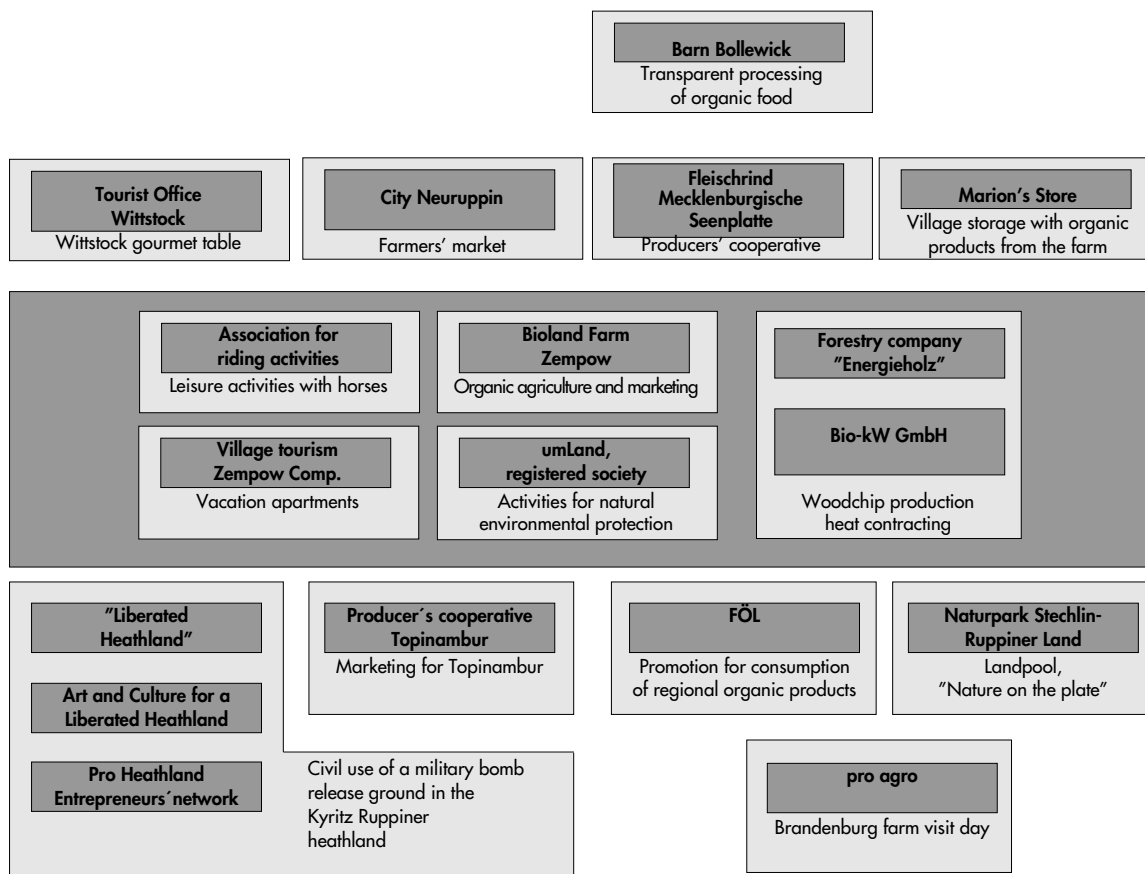 Barn Bollewick
Transparent processing
of organic food
Tourist Office
Wittstock
Wittstock gourmet table
City Neuruppin
Farmers’ market
Fleischrind
Mecklenburgische
Seenplatte
Producers’ cooperative
Marion’s Store
Village storage with organic
products from the farm
Association for
riding activities
Leisure activities with horses
Bioland Farm
Zempow
Organic agriculture and marketing
Forestry company
”Energieholz”
Bio-kW GmbH
Woodchip production
heat contracting
Village tourism
Zempow Comp.
Vacation apartments
umLand,
registered society
Activities for natural
environmental protection
”Liberated
Heathland”
Art and Culture for a
Liberated Heathland
Pro Heathland
Entrepreneurs´network
Civil use of a military bomb
release ground in the
Kyritz Ruppiner
heathland
Producer´s cooperative
Topinambur
Marketing for Topinambur
FÖL
Promotion for consumption
of regional organic products
Naturpark Stechlin-
Ruppiner Land
Landpool,
”Nature on the plate”
pro agro
Brandenburg farm visit day